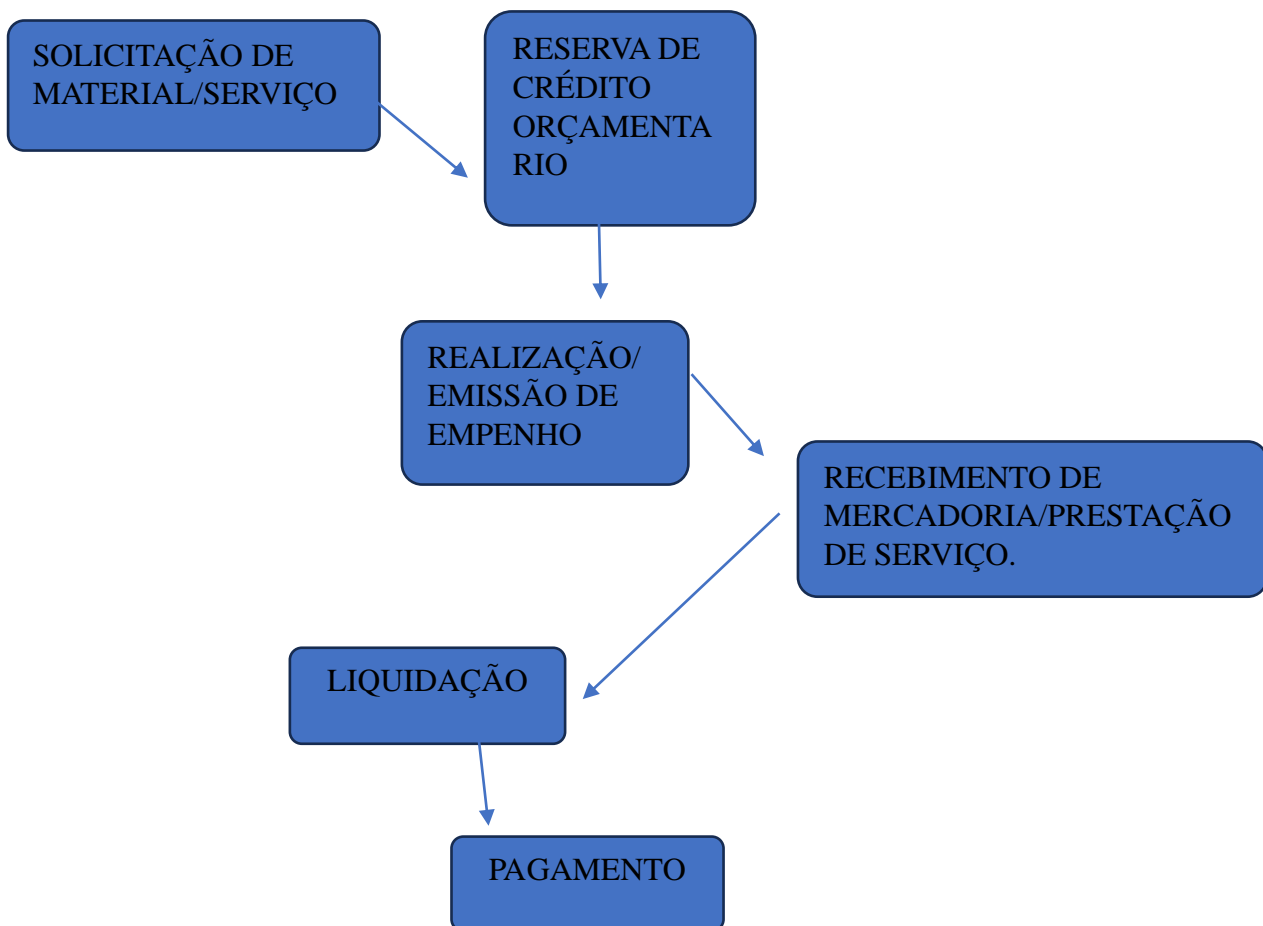 SOLICITAÇÃO DE
MATERIAL/SERVIÇO
RESERVA DE
CRÉDITO
ORÇAMENTA
RIO
REALIZAÇÃO/
EMISSÃO DE
EMPENHO
RECEBIMENTO DE
MERCADORIA/PRESTAÇÃO
DE SERVIÇO.
LIQUIDAÇÃO
PAGAMENTO